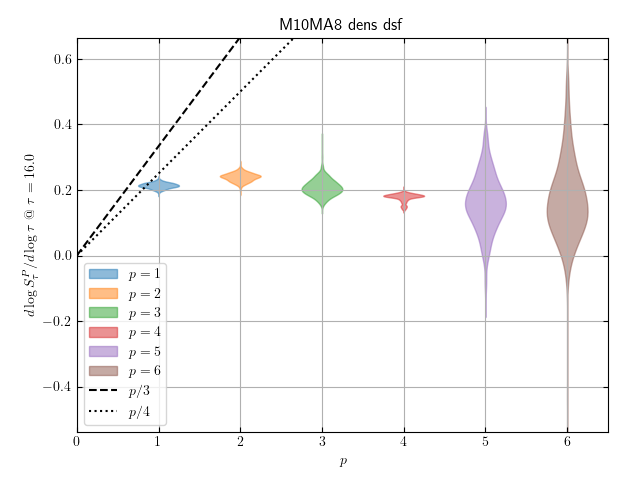 M10MA8 dens dsf
d log S_τ^P / d log τ @ τ = 16.0
0.6
0.4
0.2
0.0
−0.2
−0.4
p = 1
p = 2
p = 3
p = 4
p = 5
p = 6
p/3
p/4
0 1 2 3 4 5 6
p